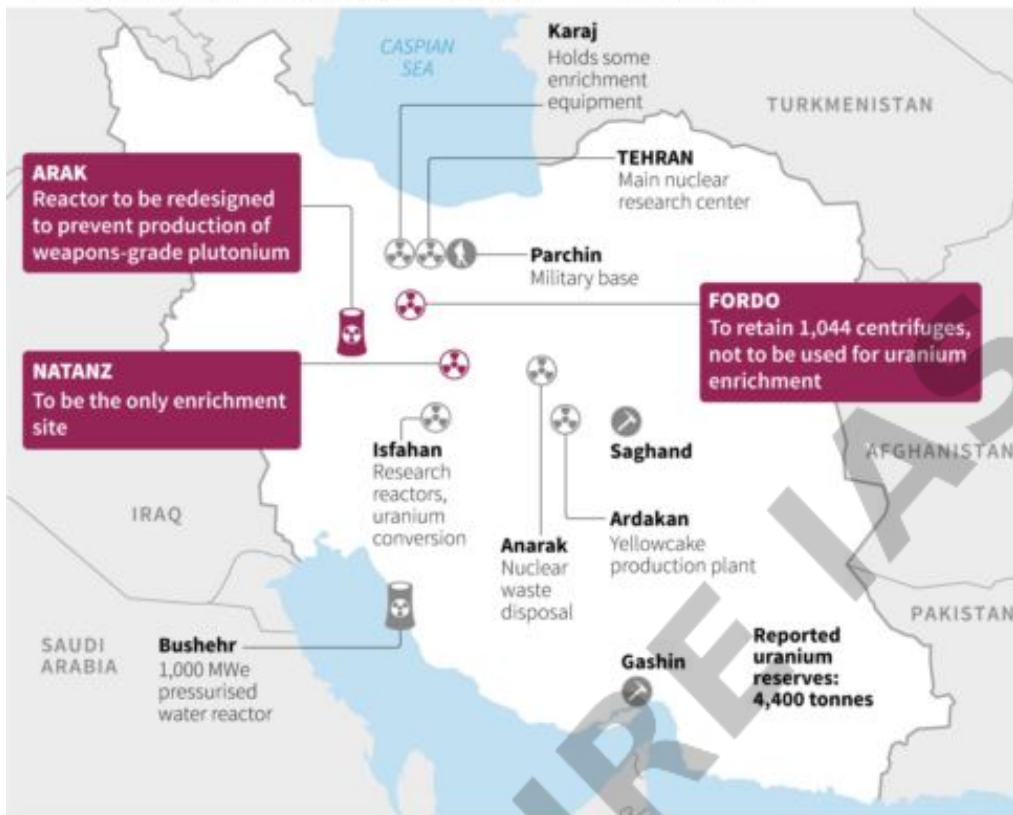 CASPIAN
SEA
Karaj
Holds some
enrichment
equipment
TURKMENISTAN
TEHRAN
Main nuclear
research center
ARAK
Reactor to be redesigned
to prevent production of
weapons-grade plutonium
Parchin
Military base
FORDO
To retain 1,044 centrifuges,
not to be used for uranium
enrichment
NATANZ
To be the only enrichment
site
Isfahan
Research
reactors,
uranium
conversion
Saghand
AFGHANISTAN
IRAQ
Anarak
Nuclear
waste
disposal
Ardakan
Yellowcake
production plant
PAKISTAN
SAUDI
ARABIA
Bushehr
1,000 MWe
pressurised
water reactor
Gashin
Reported
uranium
reserves:
4,400 tonnes
IRE IAS